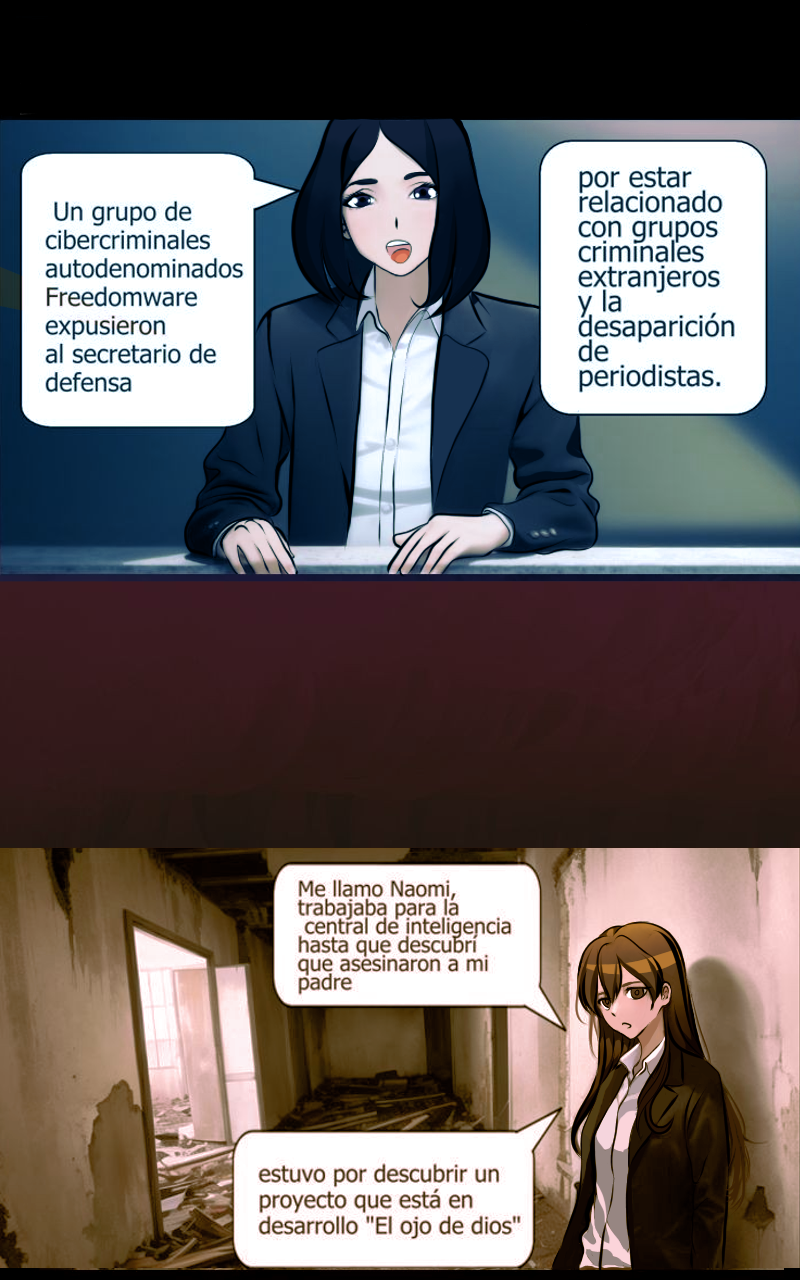 Un grupo de
cibercriminales
autodenominados
Freedomware
expusieron
al secretario de
defensa
por estar
relacionado
con grupos
criminales
extranjeros
y la
desaparición
de
periodistas.
Me llamo Naomi,
trabajaba para la
central de inteligencia
hasta que descubrí
que asesinaron a mi
padre
estuvo por descubrir un
proyecto que está en
desarrollo "El ojo de dios"